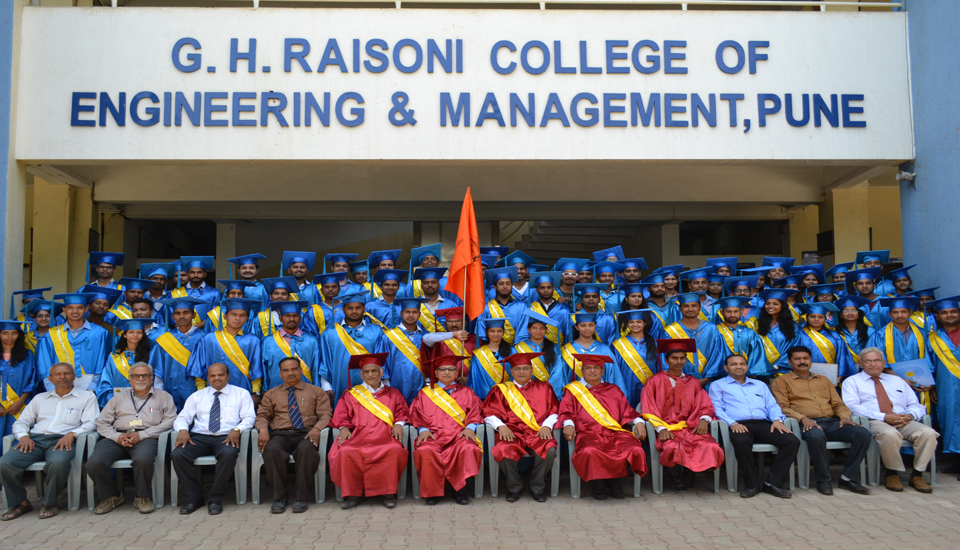 G. H. RAISONI COLLEGE OF
ENGINEERING & MANAGEMENT, PUNE